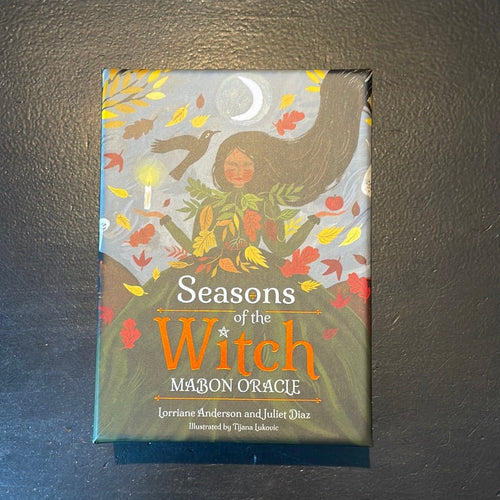 Seasons
of the
Witch
MABON ORACLE
Lorriane Anderson and Juliet Diaz
Illustrated by Tijana Lukovic